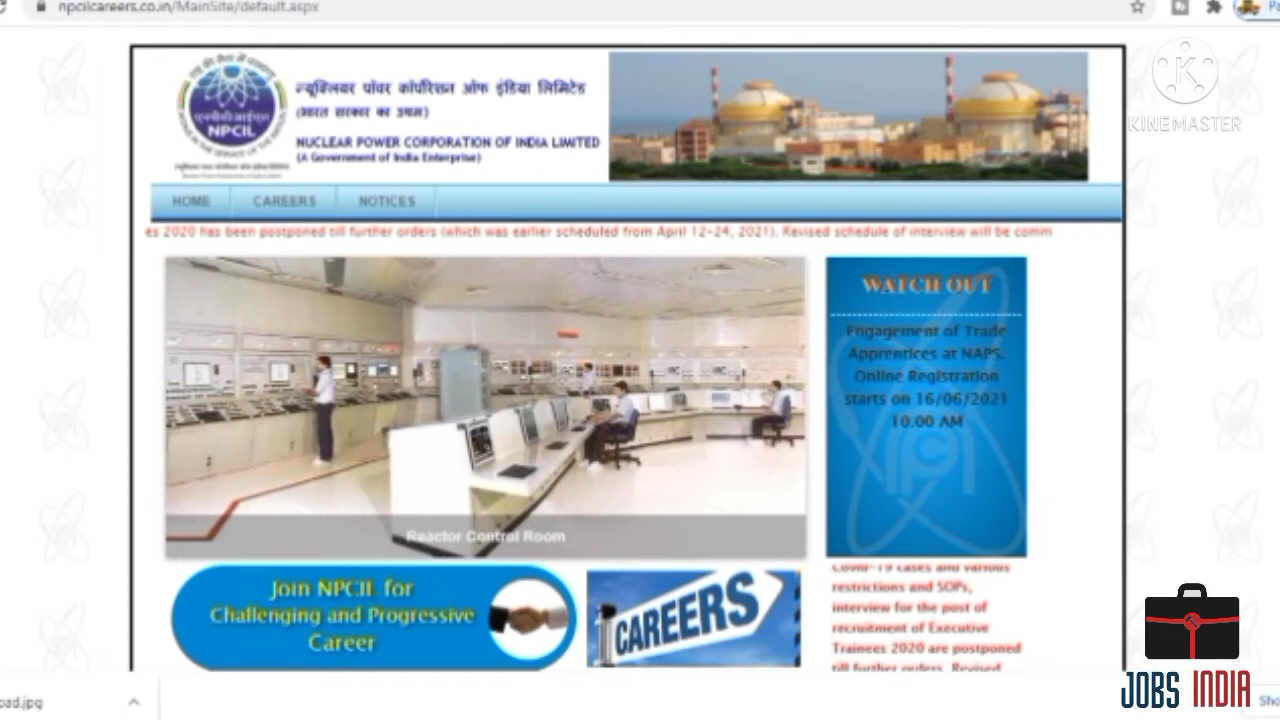 npcilcareers.co.in/MainSite/default.aspx
K
KINEMASTER
एनपीसीआईएल
NPCIL
न्यूक्लियर पॉवर कॉर्पोरेशन ऑफ इंडिया लिमिटेड
(भारत सरकार का उद्यम)
NUCLEAR POWER CORPORATION OF INDIA LIMITED
(A Government of India Enterprise)
HOME CAREERS NOTICES
es 2020 has been postponed till further orders (which was earlier scheduled from April 12-24, 2021). Revised schedule of interview will be comm
WATCH OUT
Engagement of Trade
Apprentices at NAPS.
Online Registration
starts on 16/06/2021
10:00 AM
Reactor Control Room
Join NPCIL for
Challenging and Progressive
Career
CAREERS
Covid-19 cases and various
restrictions and SOPs,
interview for the post of
recruitment of Executive
Trainees 2020 are postponed
till further orders. Revised
oad.jpg
JOBS INDIA
Sho